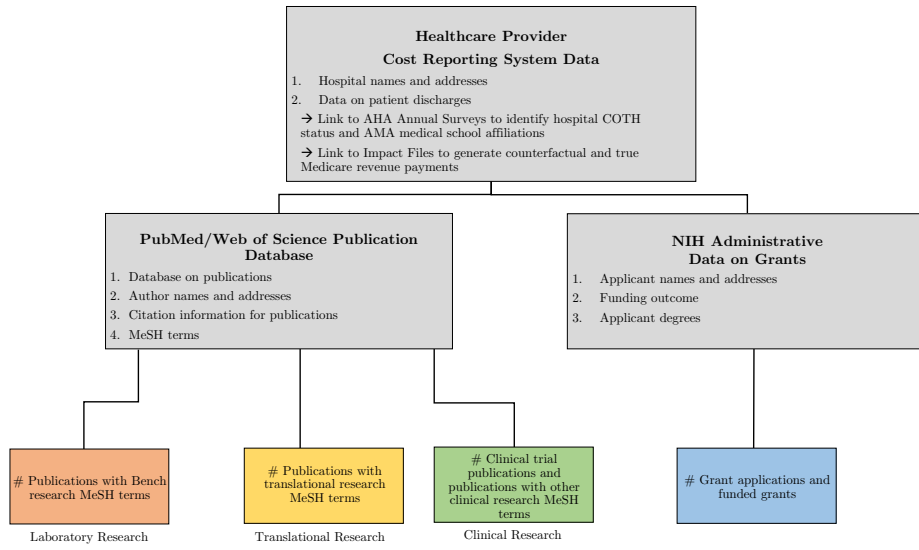 Healthcare Provider
Cost Reporting System Data
1. Hospital names and addresses
2. Data on patient discharges
→ Link to AHA Annual Surveys to identify hospital COTH
status and AMA medical school affiliations
→ Link to Impact Files to generate counterfactual and true
Medicare revenue payments
PubMed/Web of Science Publication
Database
1. Database on publications
2. Author names and addresses
3. Citation information for publications
4. MeSH terms
NIH Administrative
Data on Grants
1. Applicant names and addresses
2. Funding outcome
3. Applicant degrees
# Publications with Bench
research MeSH terms
# Publications with
translational research
MeSH terms
# Clinical trial
publications and
publications with other
clinical research MeSH
terms
# Grant applications and
funded grants
Laboratory Research
Translational Research
Clinical Research